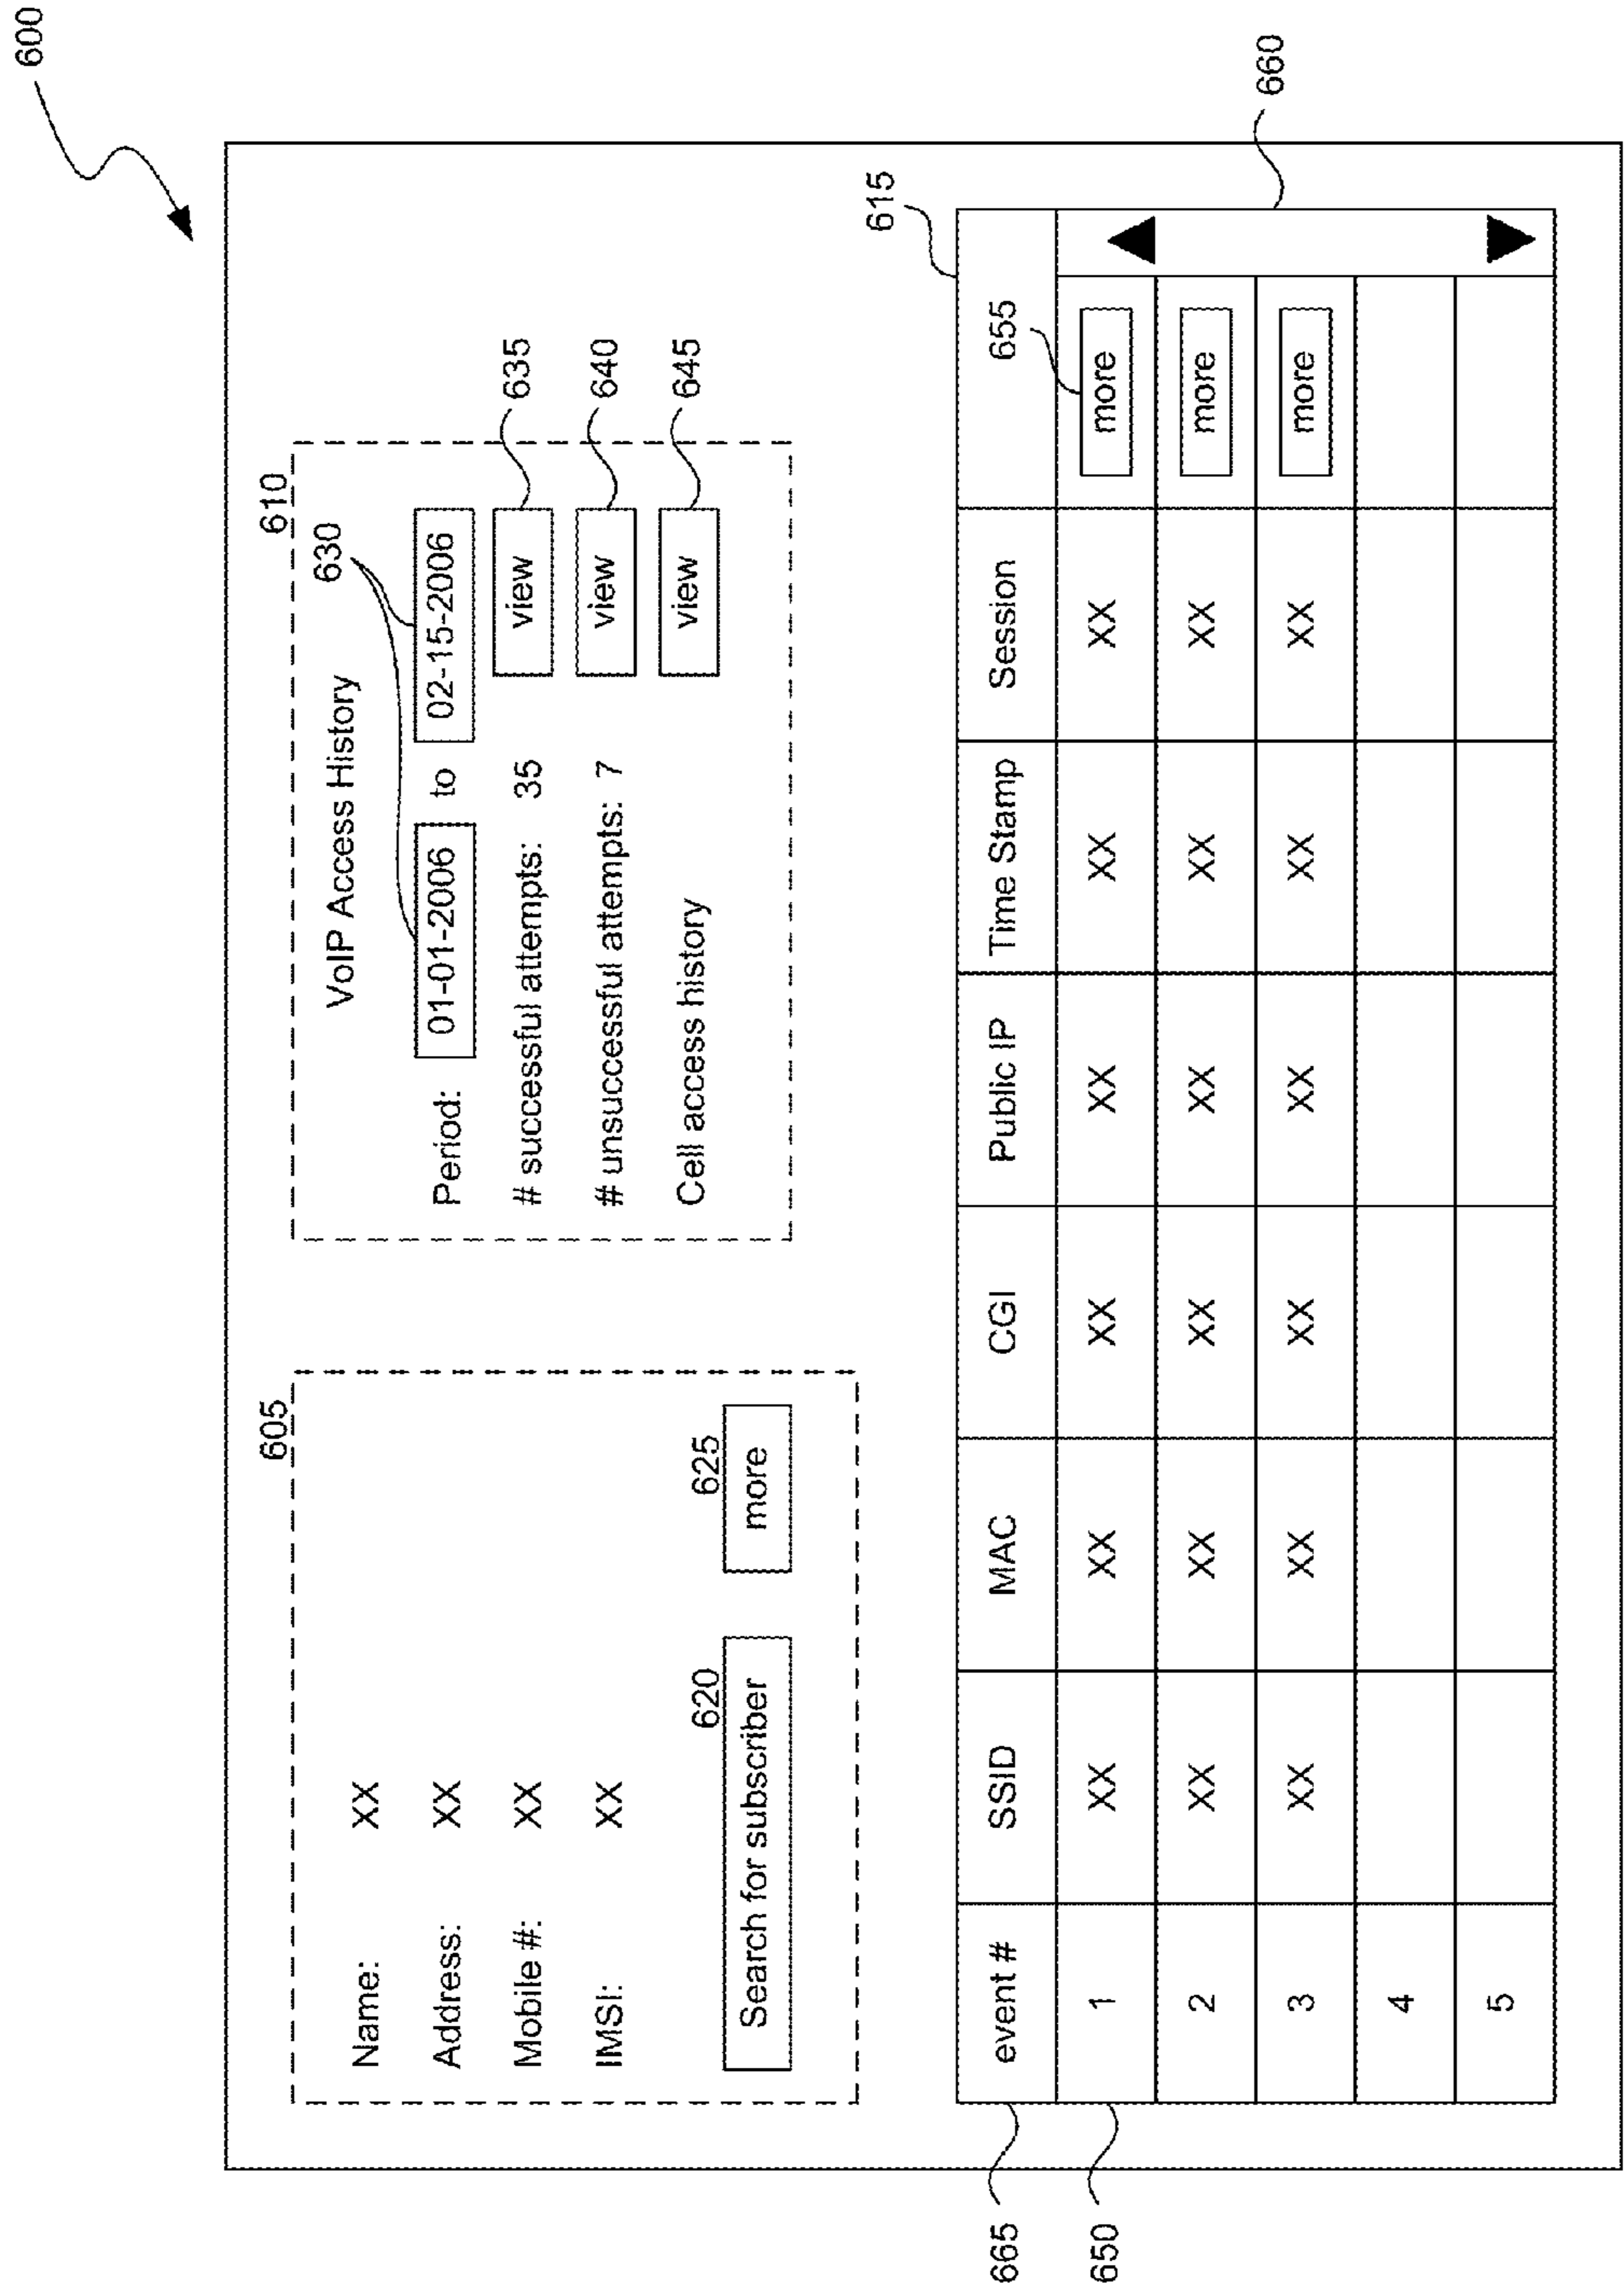 600
605
Name: XX
Address: XX
Mobile #: XX
IMSI: XX
620
625
Search for subscriber
more
610
VoIP Access History
630
Period: 01-01-2006 to 02-15-2006
# successful attempts: 35 view 635
# unsuccessful attempts: 7 view 640
Cell access history view 645
615
655
665
event # SSID MAC CGI Public IP Time Stamp Session
650
1 XX XX XX XX XX XX more
2 XX XX XX XX XX XX more
3 XX XX XX XX XX XX more
4
5
660